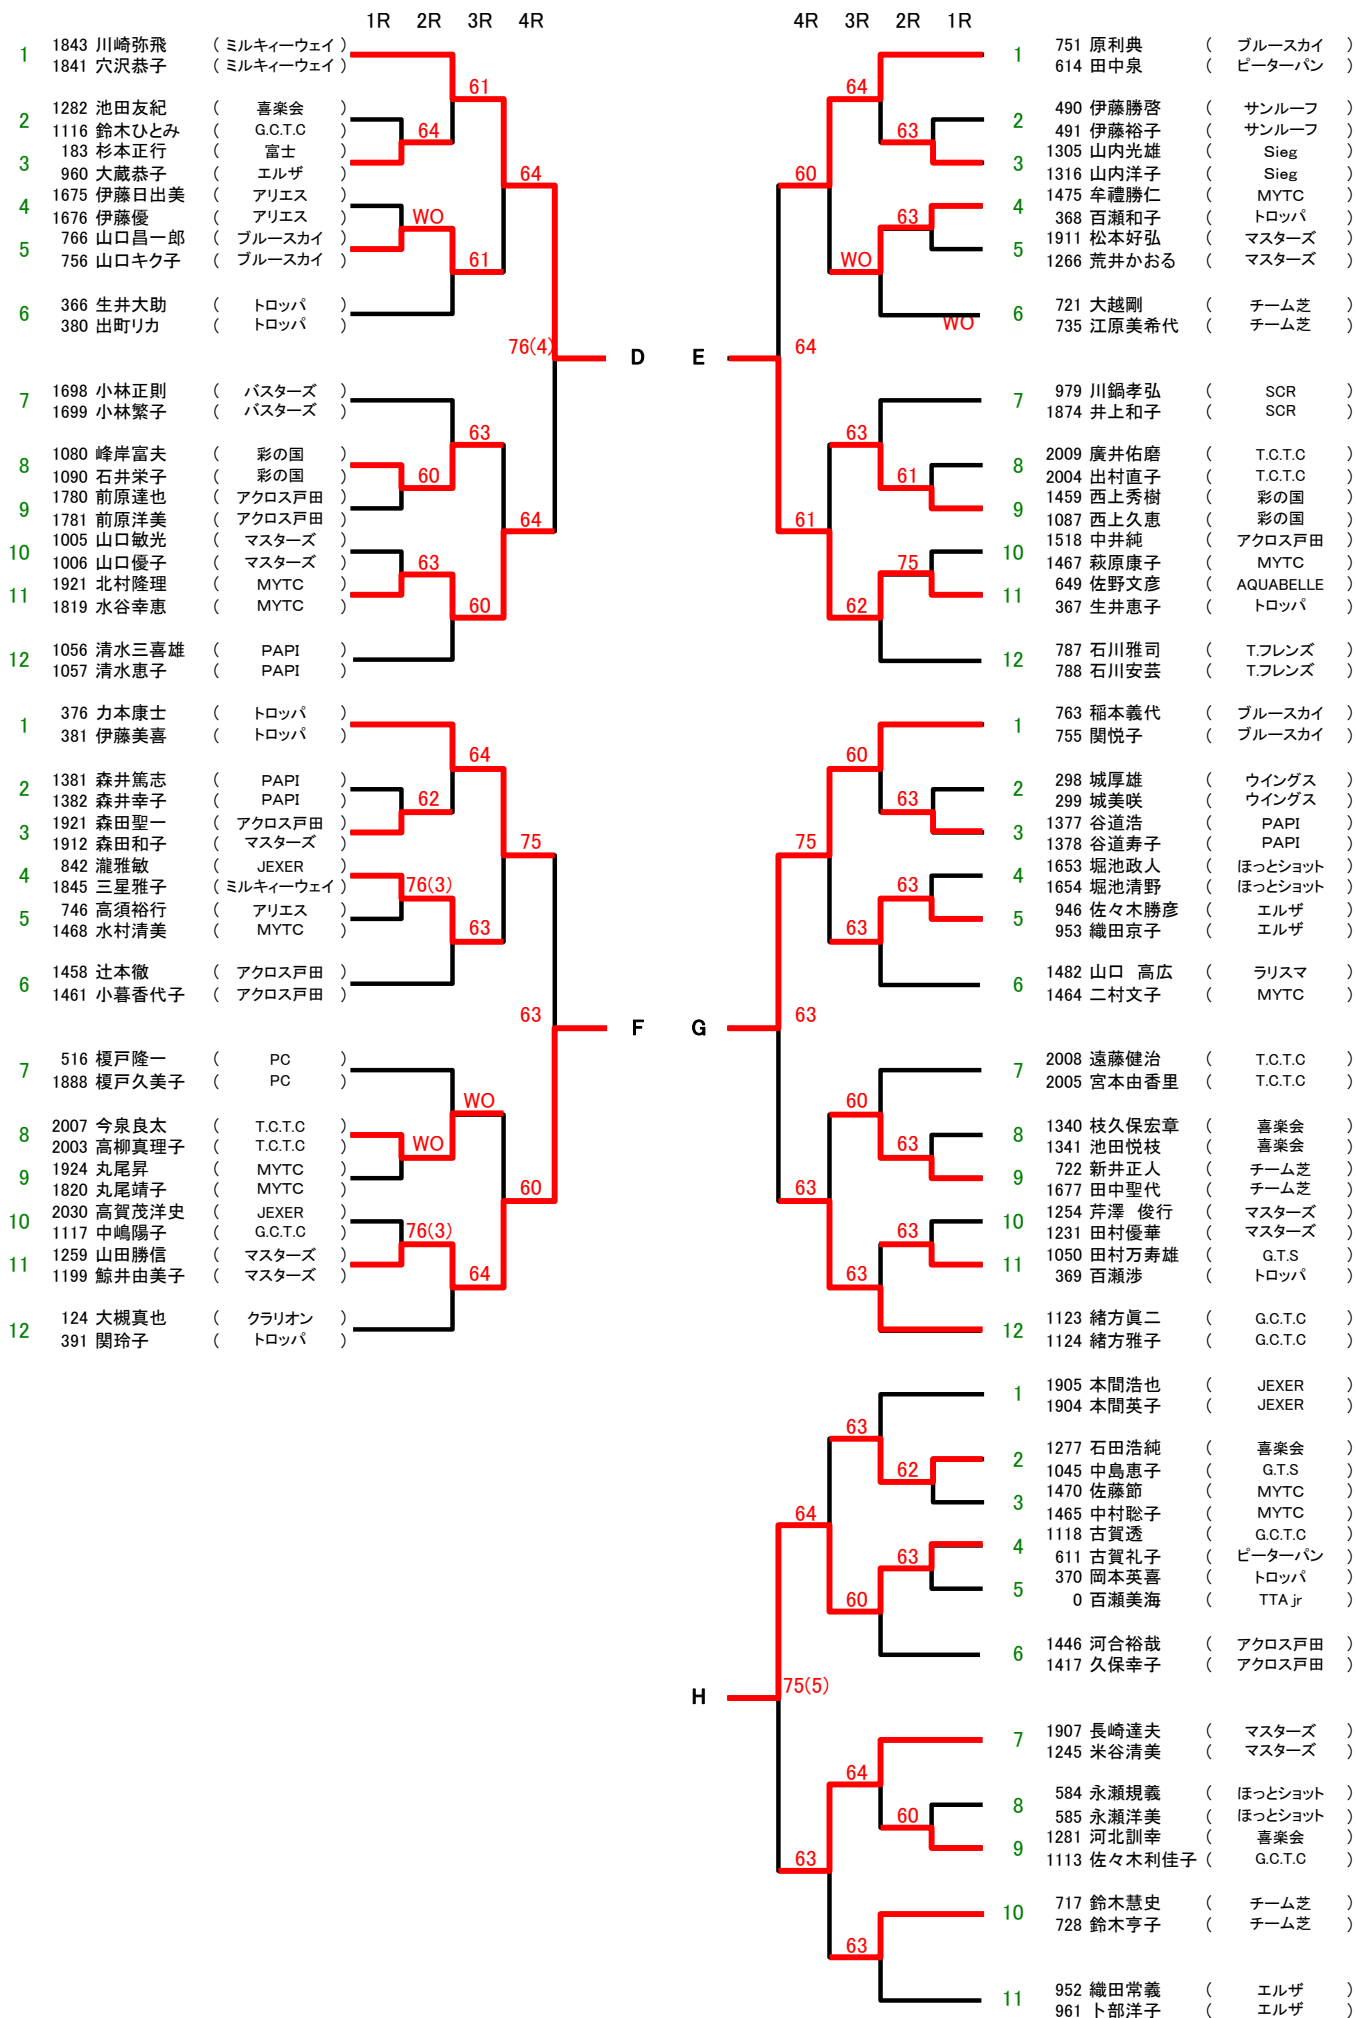 1R 2R 3R 4R
1 1843 川崎弥飛 ( ミルキィーウェイ )
1841 穴沢恭子 ( ミルキィーウェイ )
61
2 1282 池田友紀 ( 喜楽会 )
1116 鈴木ひとみ ( G.C.T.C )
64
3 183 杉本正行 ( 富士 )
960 大蔵恭子 ( エルザ )
64
4 1675 伊藤日出美 ( アリエス )
1676 伊藤優 ( アリエス )
WO
5 766 山口昌一郎 ( ブルースカイ )
756 山口キク子 ( ブルースカイ )
61
6 366 生井大助 ( トロッパ )
380 出町リカ ( トロッパ )
76(4)
D
7 1698 小林正則 ( バスターズ )
1699 小林繁子 ( バスターズ )
63
8 1080 峰岸富夫 ( 彩の国 )
1090 石井栄子 ( 彩の国 )
60
9 1780 前原達也 ( アクロス戸田 )
1781 前原洋美 ( アクロス戸田 )
64
10 1005 山口敏光 ( マスターズ )
1006 山口優子 ( マスターズ )
63
11 1921 北村隆理 ( MYTC )
1819 水谷幸恵 ( MYTC )
60
12 1056 清水三喜雄 ( PAPI )
1057 清水恵子 ( PAPI )
1 376 力本康士 ( トロッパ )
381 伊藤美喜 ( トロッパ )
64
2 1381 森井篤志 ( PAPI )
1382 森井幸子 ( PAPI )
62
3 1921 森田聖一 ( アクロス戸田 )
1912 森田和子 ( マスターズ )
75
4 842 瀧雅敏 ( JEXER )
1845 三星雅子 ( ミルキィーウェイ )
76(3)
5 746 高須裕行 ( アリエス )
1468 水村清美 ( MYTC )
63
6 1458 辻本徹 ( アクロス戸田 )
1461 小暮香代子 ( アクロス戸田 )
63
F
7 516 榎戸隆一 ( PC )
1888 榎戸久美子 ( PC )
WO
8 2007 今泉良太 ( T.C.T.C )
2003 高柳真理子 ( T.C.T.C )
WO
9 1924 丸尾昇 ( MYTC )
1820 丸尾靖子 ( MYTC )
60
10 2030 高賀茂洋史 ( JEXER )
1117 中嶋陽子 ( G.C.T.C )
76(3)
11 1259 山田勝信 ( マスターズ )
1199 鯨井由美子 ( マスターズ )
64
12 124 大槻真也 ( クラリオン )
391 関玲子 ( トロッパ )
4R 3R 2R 1R
1 751 原利典 ( ブルースカイ )
614 田中泉 ( ピーターパン )
64
2 490 伊藤勝啓 ( サンルーフ )
491 伊藤裕子 ( サンルーフ )
63
3 1305 山内光雄 ( Sieg )
1316 山内洋子 ( Sieg )
60
4 1475 牟禮勝仁 ( MYTC )
368 百瀬和子 ( トロッパ )
63
5 1911 松本好弘 ( マスターズ )
1266 荒井かおる ( マスターズ )
WO
6 721 大越剛 ( チーム芝 )
735 江原美希代 ( チーム芝 )
WO
E
64
7 979 川鍋孝弘 ( SCR )
1874 井上和子 ( SCR )
63
8 2009 廣井佑磨 ( T.C.T.C )
2004 出村直子 ( T.C.T.C )
61
9 1459 西上秀樹 ( 彩の国 )
1087 西上久恵 ( 彩の国 )
61
10 1518 中井純 ( アクロス戸田 )
1467 萩原康子 ( MYTC )
75
11 649 佐野文彦 ( AQUABELLE )
367 生井恵子 ( トロッパ )
62
12 787 石川雅司 ( T.フレンズ )
788 石川安芸 ( T.フレンズ )
1 763 稲本義代 ( ブルースカイ )
755 関悦子 ( ブルースカイ )
60
2 298 城厚雄 ( ウイングス )
299 城美咲 ( ウイングス )
63
3 1377 谷道浩 ( PAPI )
1378 谷道寿子 ( PAPI )
75
4 1653 堀池政人 ( ほっとショット )
1654 堀池清野 ( ほっとショット )
63
5 946 佐々木勝彦 ( エルザ )
953 織田京子 ( エルザ )
63
6 1482 山口 高広 ( ラリスマ )
1464 二村文子 ( MYTC )
G
63
7 2008 遠藤健治 ( T.C.T.C )
2005 宮本由香里 ( T.C.T.C )
60
8 1340 枝久保宏章 ( 喜楽会 )
1341 池田悦枝 ( 喜楽会 )
63
9 722 新井正人 ( チーム芝 )
1677 田中聖代 ( チーム芝 )
63
10 1254 芹澤 俊行 ( マスターズ )
1231 田村優華 ( マスターズ )
63
11 1050 田村万寿雄 ( G.T.S )
369 百瀬渉 ( トロッパ )
63
12 1123 緒方眞二 ( G.C.T.C )
1124 緒方雅子 ( G.C.T.C )
1 1905 本間浩也 ( JEXER )
1904 本間英子 ( JEXER )
63
2 1277 石田浩純 ( 喜楽会 )
1045 中島恵子 ( G.T.S )
62
3 1470 佐藤節 ( MYTC )
1465 中村聡子 ( MYTC )
64
4 1118 古賀透 ( G.C.T.C )
611 古賀礼子 ( ピーターパン )
63
5 370 岡本英喜 ( トロッパ )
0 百瀬美海 ( TTA jr )
60
6 1446 河合裕哉 ( アクロス戸田 )
1417 久保幸子 ( アクロス戸田 )
H
75(5)
7 1907 長崎達夫 ( マスターズ )
1245 米谷清美 ( マスターズ )
64
8 584 永瀬規義 ( ほっとショット )
585 永瀬洋美 ( ほっとショット )
60
9 1281 河北訓幸 ( 喜楽会 )
1113 佐々木利佳子 ( G.C.T.C )
63
10 717 鈴木慧史 ( チーム芝 )
728 鈴木亨子 ( チーム芝 )
63
11 952 織田常義 ( エルザ )
961 卜部洋子 ( エルザ )